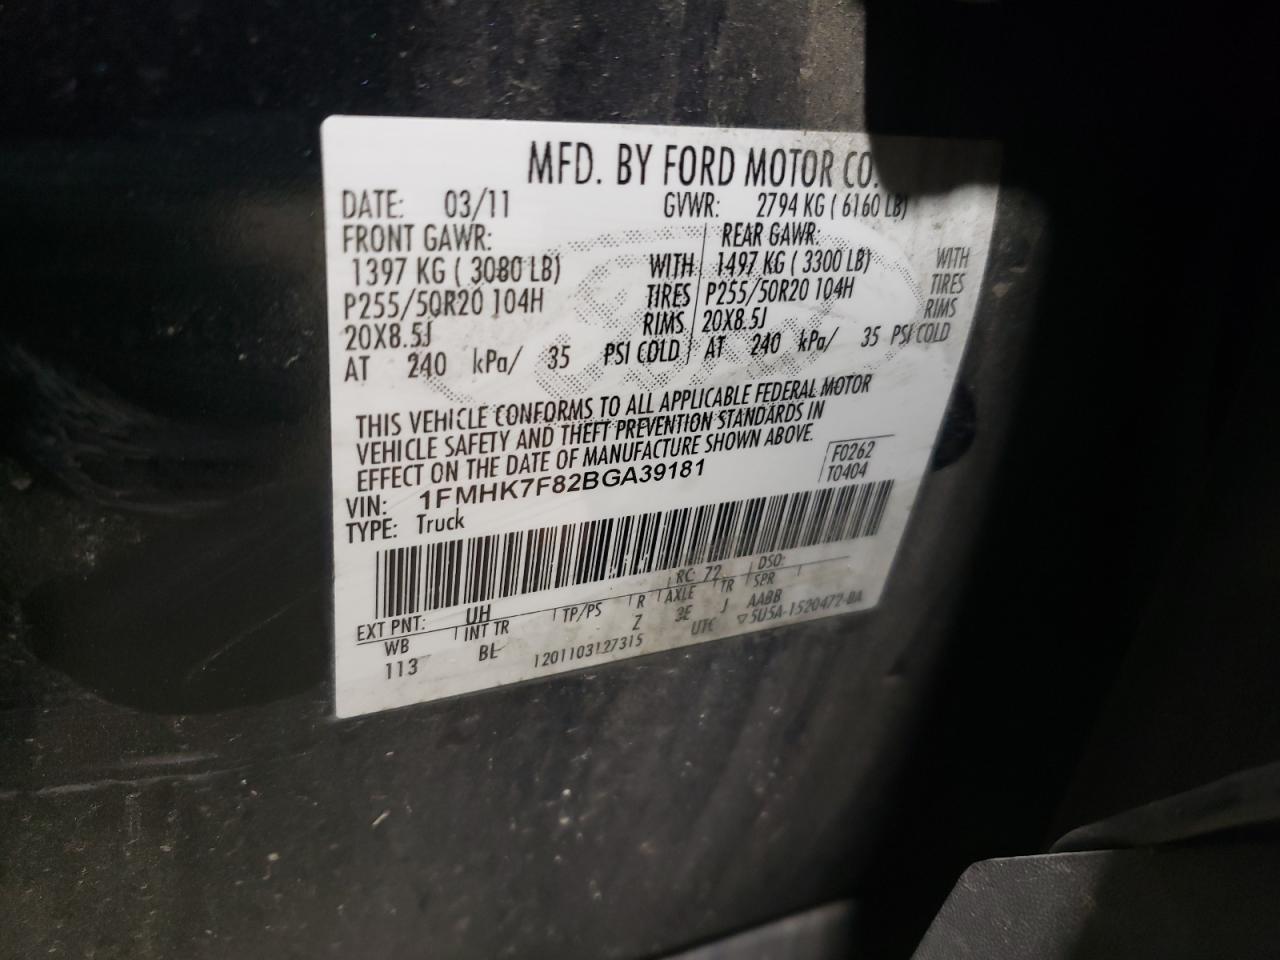 MFD. BY FORD MOTOR CO.
DATE: 03/11 GVWR: 2794 KG ( 6160 LB)
FRONT GAWR: REAR GAWR:
1397 KG ( 3080 LB) WITH 1497 KG ( 3300 LB) WITH
P255/50R20 104H TIRES P255/50R20 104H TIRES
20X8.5J RIMS 20X8.5J RIMS
AT 240 kPa/ 35 PSI COLD AT 240 kPa/ 35 PSI COLD
THIS VEHICLE CONFORMS TO ALL APPLICABLE FEDERAL MOTOR
VEHICLE SAFETY AND THEFT PREVENTION STANDARDS IN
EFFECT ON THE DATE OF MANUFACTURE SHOWN ABOVE.
F0262
VIN: 1FMHK7F82BGA39181 T0404
TYPE: Truck
EXT PNT: UH RC: 72 DSO:
WB INT TR TP/PS R AXLE TR SPR
113 BL Z 3E J AABB
1201103127315 UTC ▽5U5A-1520472-BA